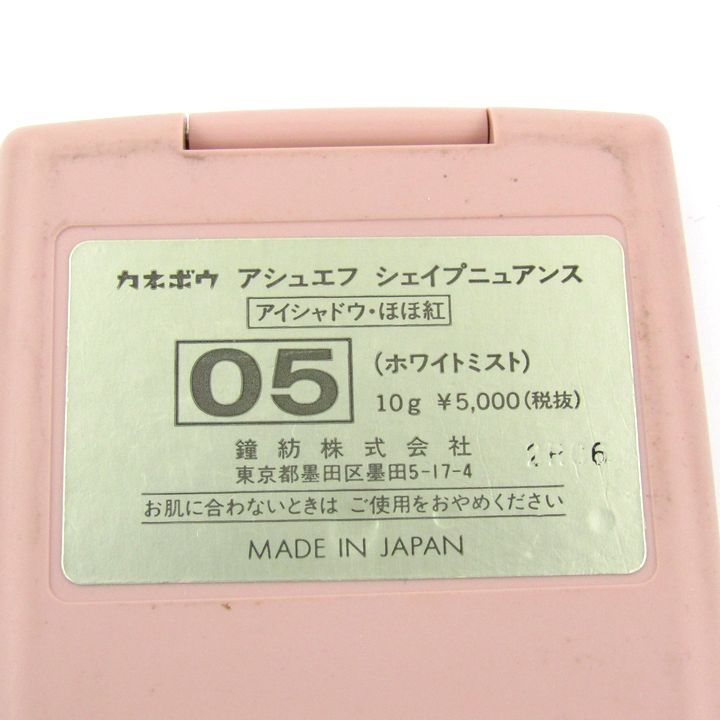 カネボウ アシュエフ シェイプニュアンス
アイシャドウ・ほほ紅
05 (ホワイトミスト)
10g ¥5,000(税抜)
鐘紡株式会社
東京都墨田区墨田5-17-4
お肌に合わないときは ご使用をおやめください
MADE IN JAPAN